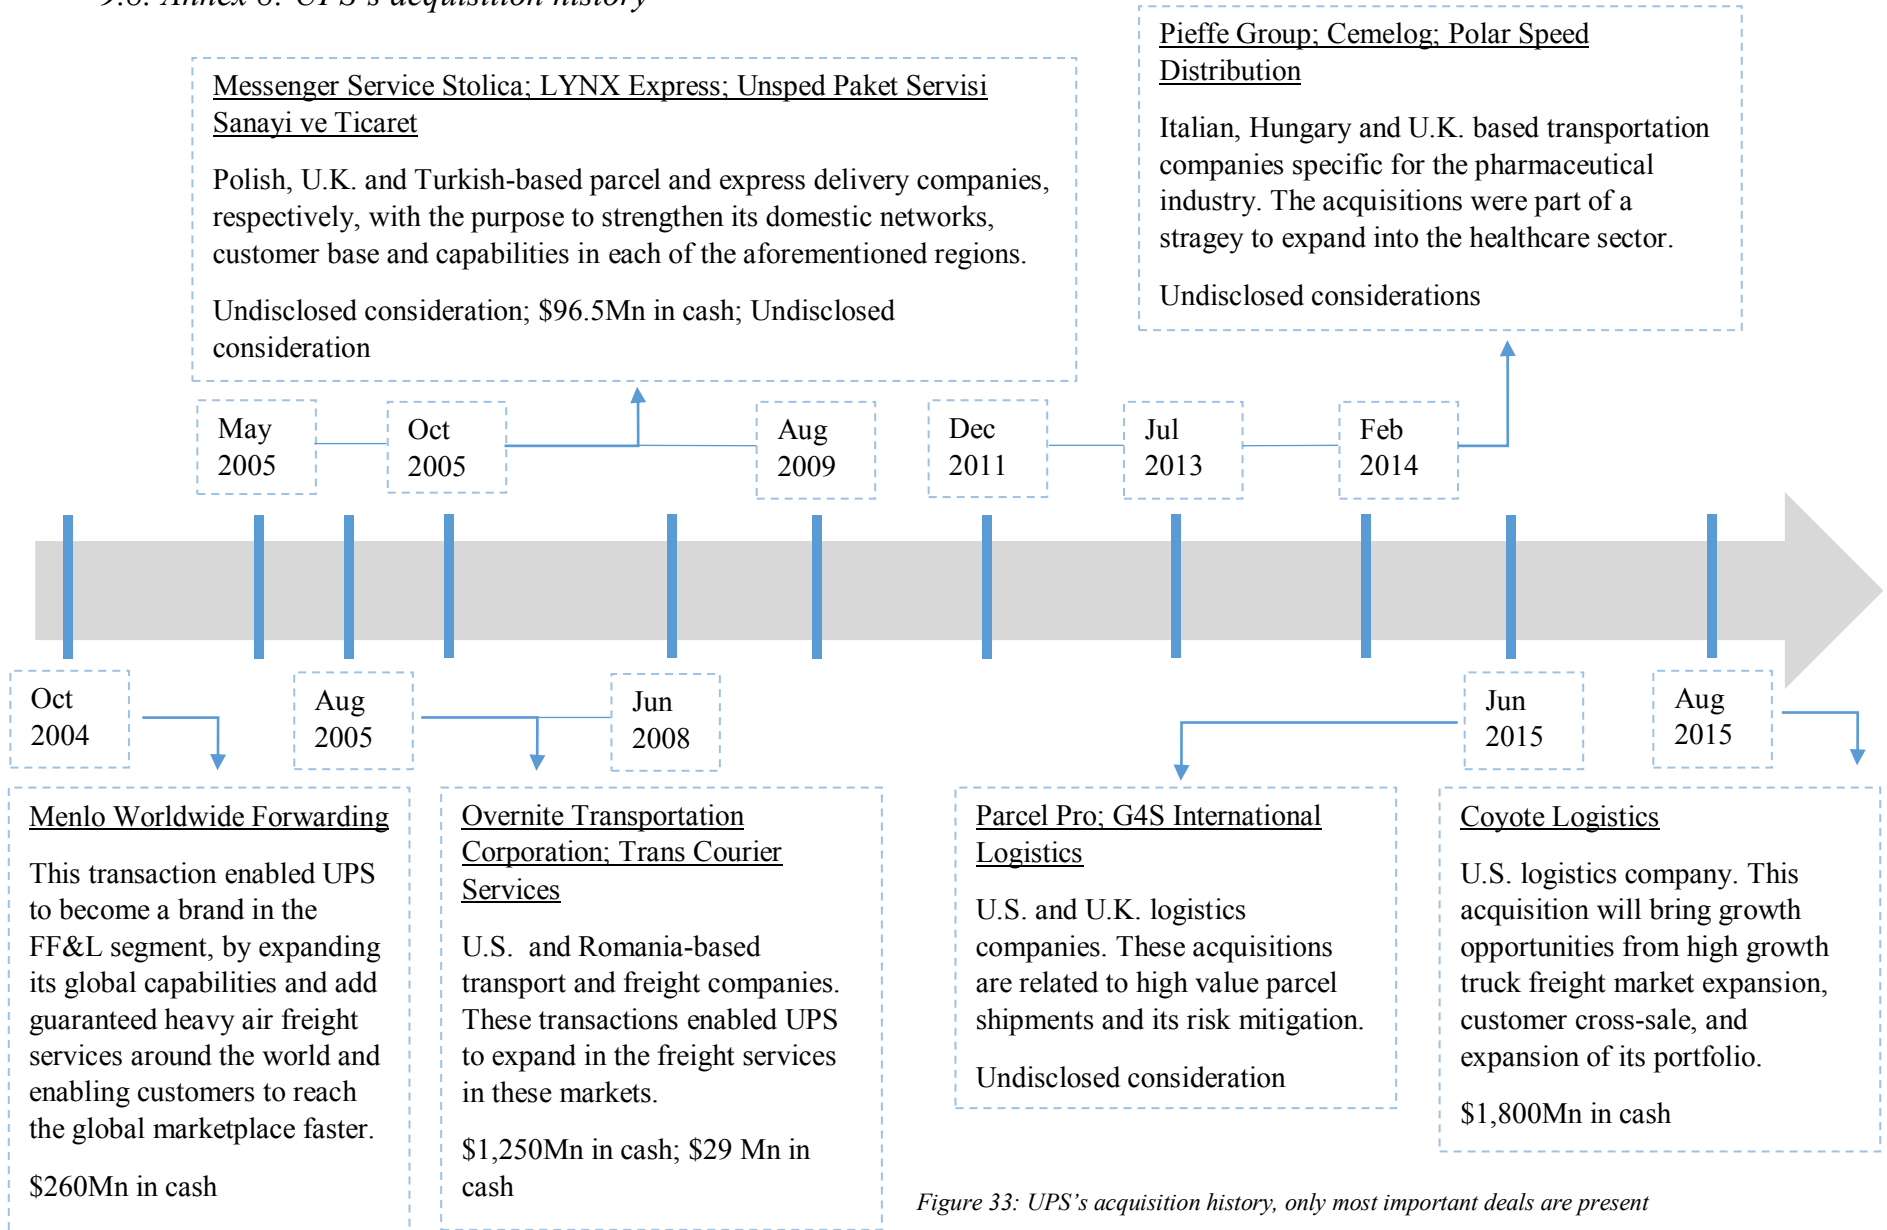 9.8. Annex 8: UPS's acquisition history
Messenger Service Stolica; LYNX Express; Unsped Paket Servisi
Sanayi ve Ticaret
Polish, U.K. and Turkish-based parcel and express delivery companies,
respectively, with the purpose to strengthen its domestic networks,
customer base and capabilities in each of the aforementioned regions.
Undisclosed consideration; $96.5Mn in cash; Undisclosed
consideration
Pieffe Group; Cemelog; Polar Speed
Distribution
Italian, Hungary and U.K. based transportation
companies specific for the pharmaceutical
industry. The acquisitions were part of a
stragey to expand into the healthcare sector.
Undisclosed considerations
May
2005
Oct
2005
Aug
2009
Dec
2011
Jul
2013
Feb
2014
Oct
2004
Aug
2005
Jun
2008
Jun
2015
Aug
2015
Menlo Worldwide Forwarding
This transaction enabled UPS
to become a brand in the
FF&L segment, by expanding
its global capabilities and add
guaranteed heavy air freight
services around the world and
enabling customers to reach
the global marketplace faster.
$260Mn in cash
Overnite Transportation
Corporation; Trans Courier
Services
U.S. and Romania-based
transport and freight companies.
These transactions enabled UPS
to expand in the freight services
in these markets.
$1,250Mn in cash; $29 Mn in
cash
Parcel Pro; G4S International
Logistics
U.S. and U.K. logistics
companies. These acquisitions
are related to high value parcel
shipments and its risk mitigation.
Undisclosed consideration
Coyote Logistics
U.S. logistics company. This
acquisition will bring growth
opportunities from high growth
truck freight market expansion,
customer cross-sale, and
expansion of its portfolio.
$1,800Mn in cash
Figure 33: UPS's acquisition history, only most important deals are present